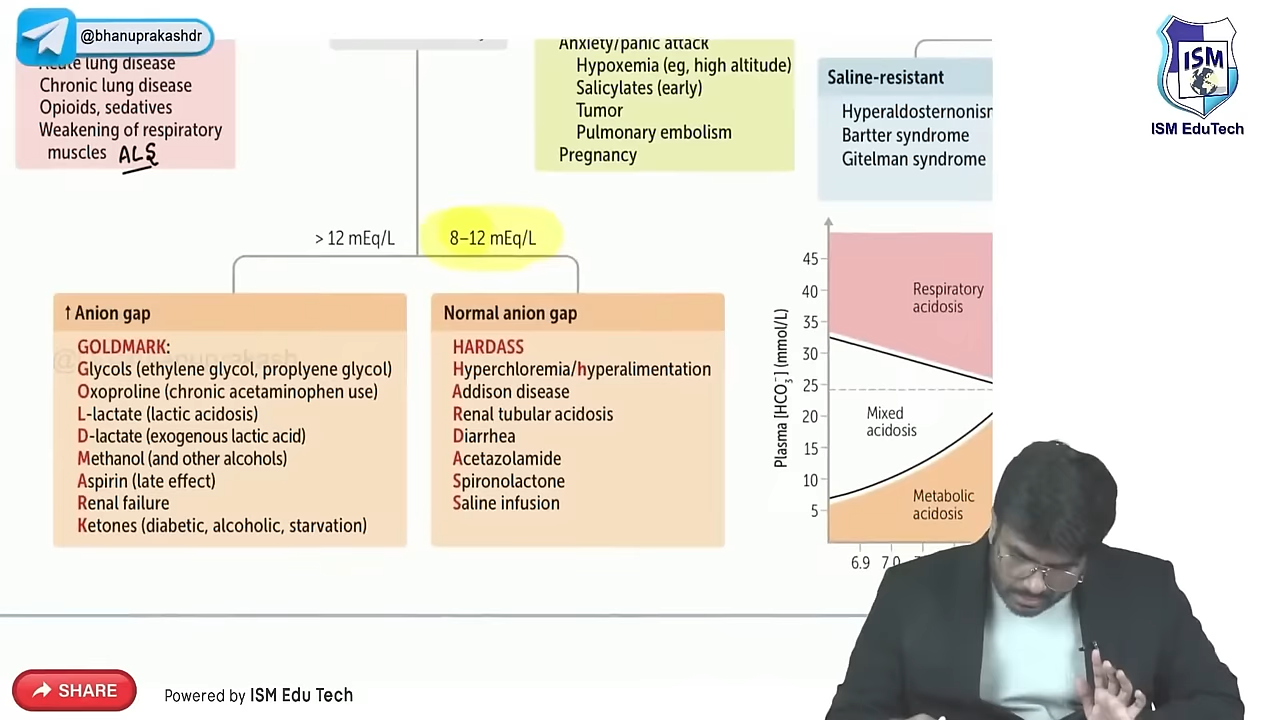 @bhanuprakashdr
Acute lung disease
Chronic lung disease
Opioids, sedatives
Weakening of respiratory
muscles ALS
Anxiety/panic attack
Hypoxemia (eg, high altitude)
Salicylates (early)
Tumor
Pulmonary embolism
Pregnancy
Saline-resistant
Hyperaldosternonism
Bartter syndrome
Gitelman syndrome
ISM
ISM EduTech
> 12 mEq/L
8–12 mEq/L
↑ Anion gap
GOLDMARK:
Glycols (ethylene glycol, proplyene glycol)
Oxoproline (chronic acetaminophen use)
L-lactate (lactic acidosis)
D-lactate (exogenous lactic acid)
Methanol (and other alcohols)
Aspirin (late effect)
Renal failure
Ketones (diabetic, alcoholic, starvation)
Normal anion gap
HARDASS
Hyperchloremia/hyperalimentation
Addison disease
Renal tubular acidosis
Diarrhea
Acetazolamide
Spironolactone
Saline infusion
Plasma [HCO₃⁻] (mmol/L)
45
40
35
30
25
20
15
10
5
Respiratory
acidosis
Mixed
acidosis
Metabolic
acidosis
6.9 7.0
SHARE
Powered by ISM Edu Tech